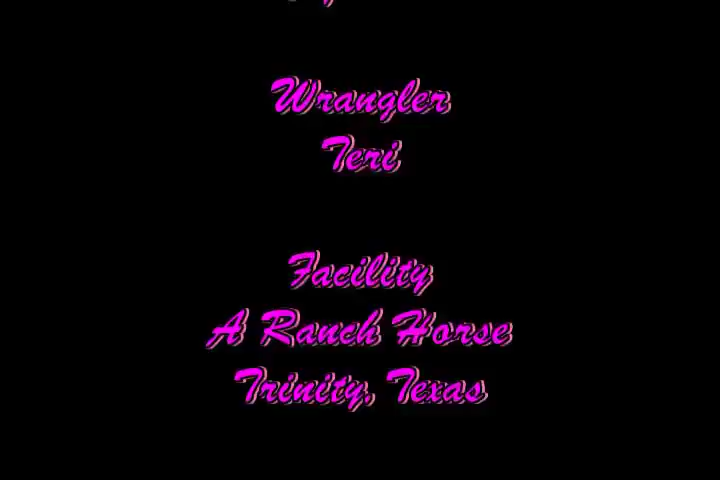 Wrangler
Teri
Facility
A Ranch Horse
Trinity, Texas